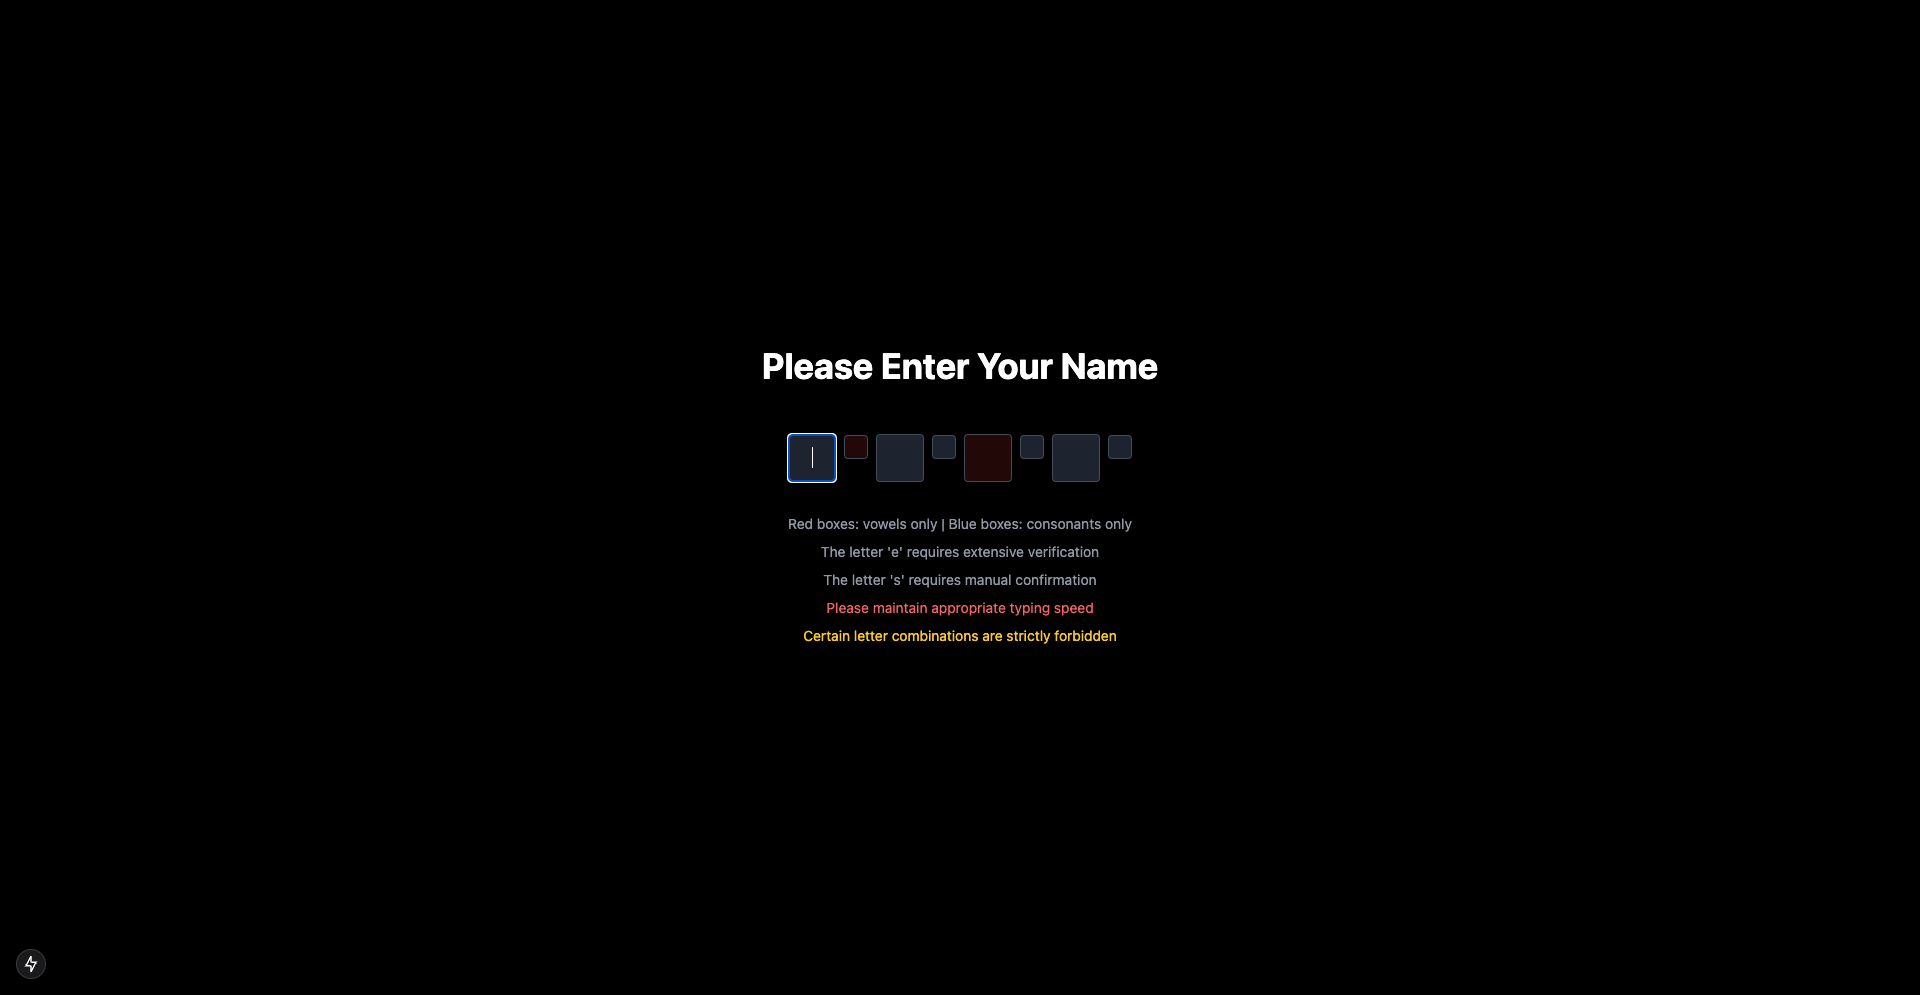 Please Enter Your Name
Red boxes: vowels only | Blue boxes: consonants only
The letter 'e' requires extensive verification
The letter 's' requires manual confirmation
Please maintain appropriate typing speed
Certain letter combinations are strictly forbidden